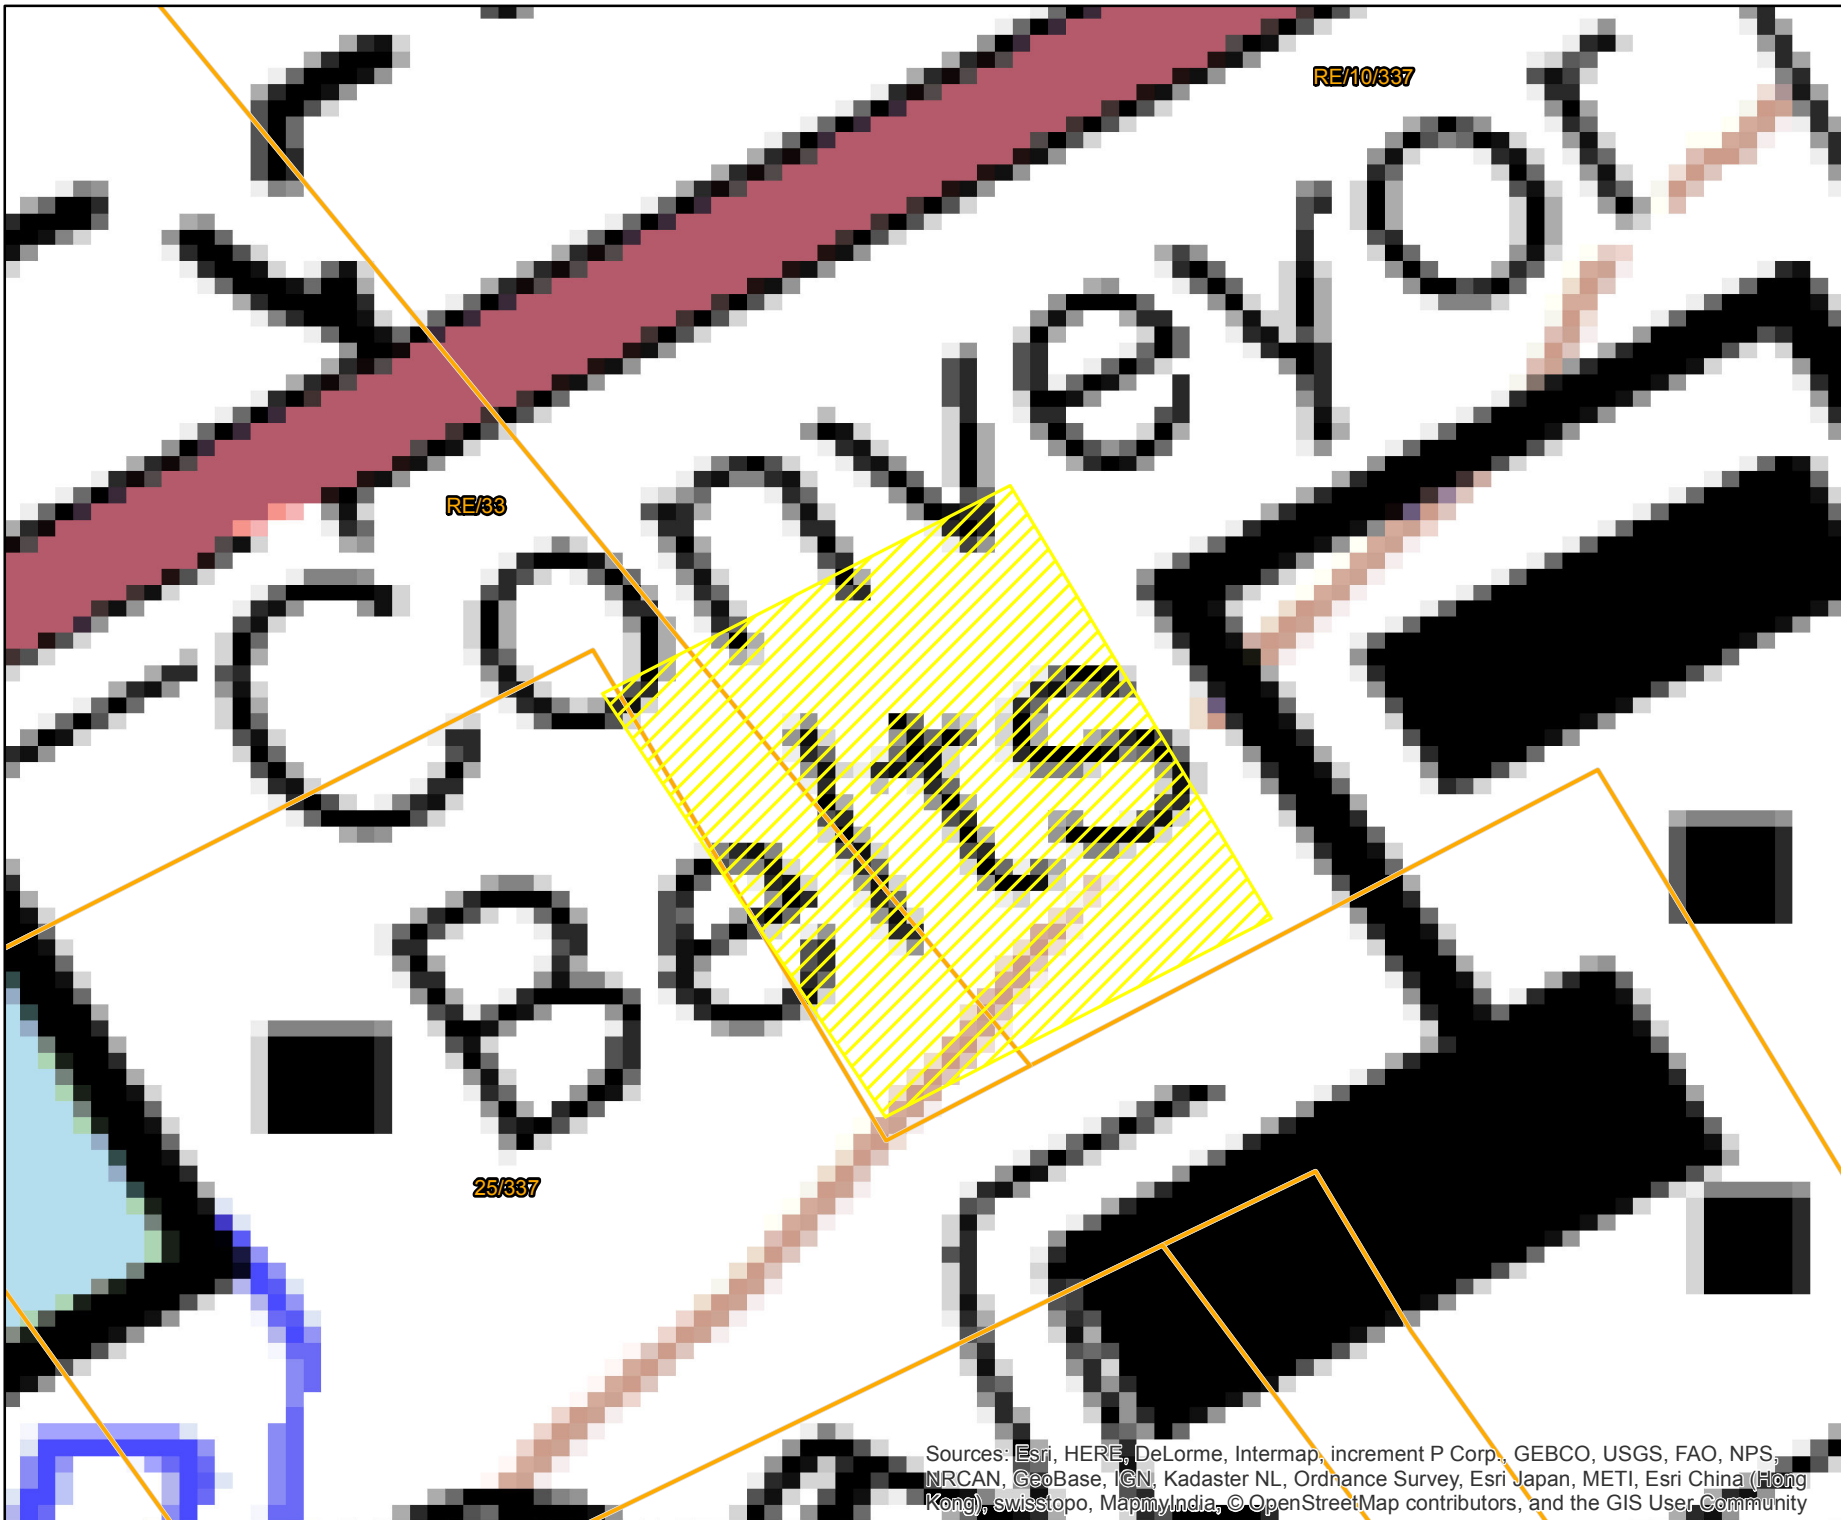 RE/10/337
RE/33
Conveyor
Belts
25/337
Sources: Esri, HERE, DeLorme, Intermap, increment P Corp., GEBCO, USGS, FAO, NPS,
NRCAN, GeoBase, IGN, Kadaster NL, Ordnance Survey, Esri Japan, METI, Esri China (Hong
Kong), swisstopo, MapmyIndia, © OpenStreetMap contributors, and the GIS User Community